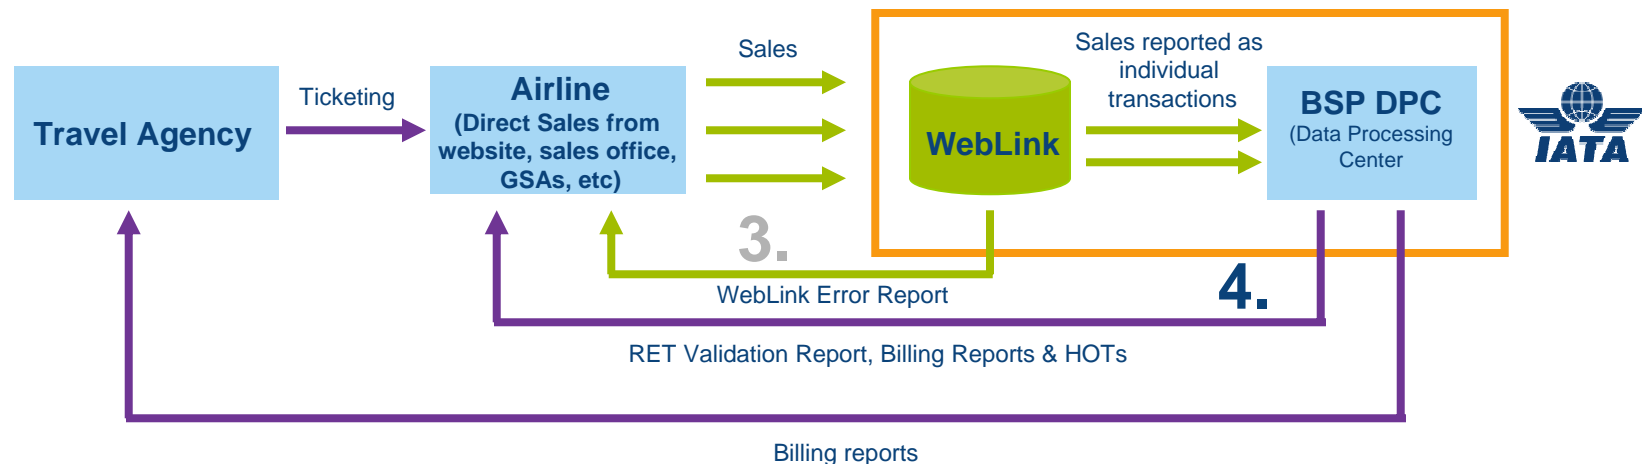 Travel Agency
Ticketing
Airline
(Direct Sales from
website, sales office,
GSAs, etc)
Sales
WebLink
Sales reported as
individual
transactions
BSP DPC
(Data Processing
Center
IATA
3.
WebLink Error Report
4.
RET Validation Report, Billing Reports & HOTs
Billing reports